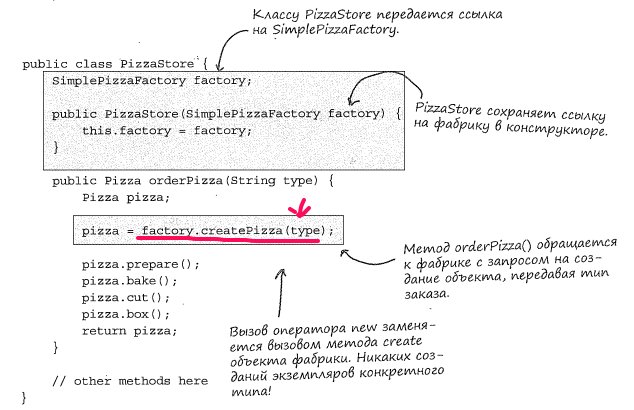 Классу PizzaStore передается ссылка
на SimplePizzaFactory.
public class PizzaStore {
SimplePizzaFactory factory;
public PizzaStore(SimplePizzaFactory factory) {
this.factory = factory;
}
PizzaStore сохраняет ссылку
на фабрику в конструкторе.
public Pizza orderPizza(String type) {
Pizza pizza;
pizza = factory.createPizza(type);
Метод orderPizza() обращается
к фабрике с запросом на соз-
дание объекта, передавая тип
заказа.
pizza.prepare();
pizza.bake();
pizza.cut();
pizza.box();
return pizza;
}
Вызов оператора new заменя-
ется вызовом метода create
объекта фабрики. Никаких соз-
даний экземпляров конкретного
типа!
// other methods here
}